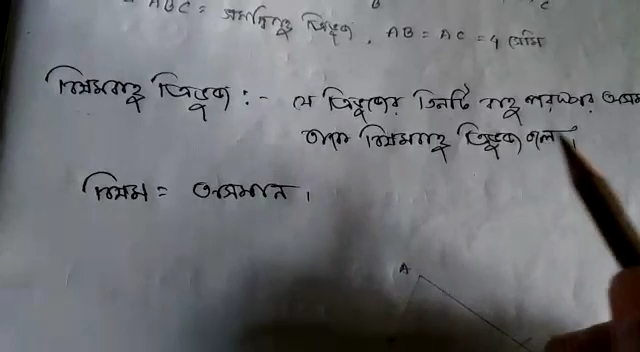 B C
ABC = সমদ্বিবাহু ত্রিভুজ, AB = AC = 4 সেমি
বিষমবাহু ত্রিভুজ :- যে ত্রিভুজের তিনটি বাহু পরস্পর অসম
তাকে বিষমবাহু ত্রিভুজ বলে।
বিষম = অসমান।
A